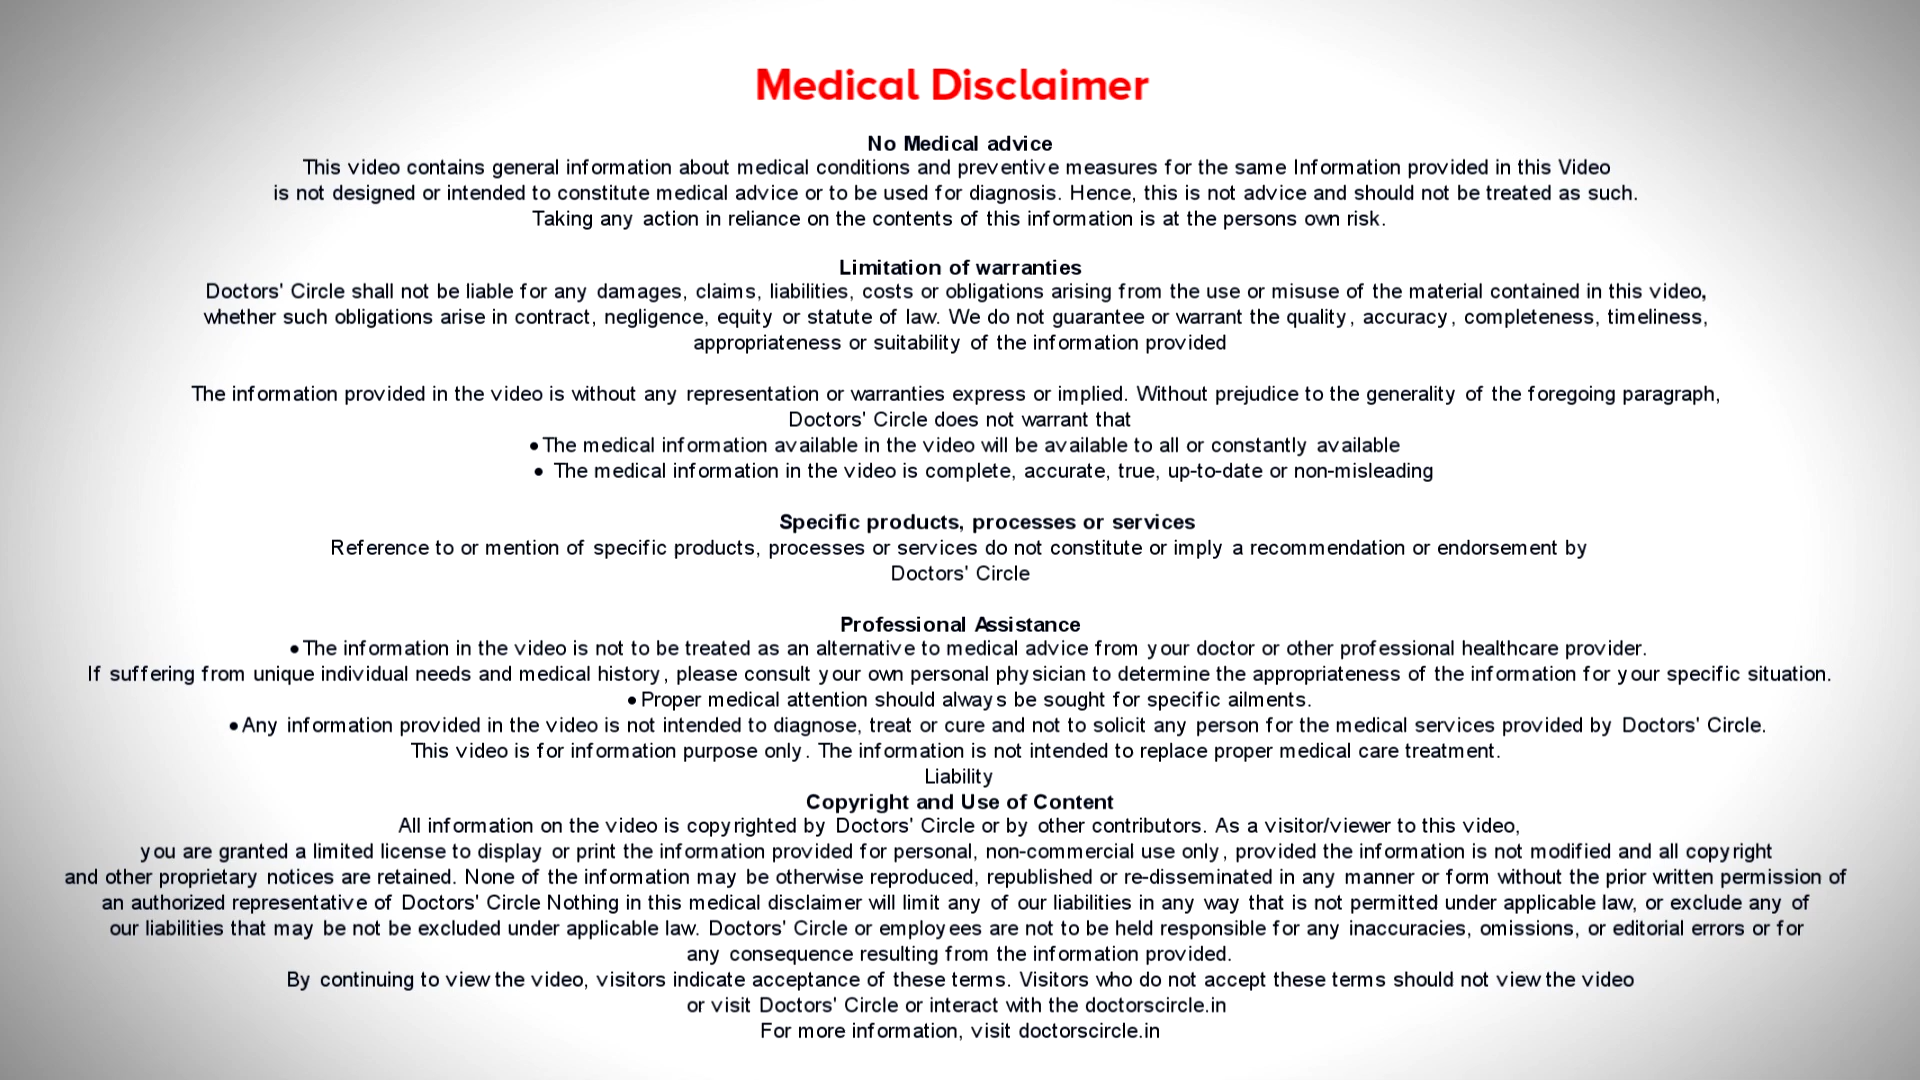 Medical Disclaimer
No Medical advice
This video contains general information about medical conditions and preventive measures for the same Information provided in this Video
is not designed or intended to constitute medical advice or to be used for diagnosis. Hence, this is not advice and should not be treated as such.
Taking any action in reliance on the contents of this information is at the persons own risk.
Limitation of warranties
Doctors' Circle shall not be liable for any damages, claims, liabilities, costs or obligations arising from the use or misuse of the material contained in this video,
whether such obligations arise in contract, negligence, equity or statute of law. We do not guarantee or warrant the quality, accuracy, completeness, timeliness,
appropriateness or suitability of the information provided
The information provided in the video is without any representation or warranties express or implied. Without prejudice to the generality of the foregoing paragraph,
Doctors' Circle does not warrant that
• The medical information available in the video will be available to all or constantly available
• The medical information in the video is complete, accurate, true, up-to-date or non-misleading
Specific products, processes or services
Reference to or mention of specific products, processes or services do not constitute or imply a recommendation or endorsement by
Doctors' Circle
Professional Assistance
• The information in the video is not to be treated as an alternative to medical advice from your doctor or other professional healthcare provider.
If suffering from unique individual needs and medical history, please consult your own personal physician to determine the appropriateness of the information for your specific situation.
• Proper medical attention should always be sought for specific ailments.
• Any information provided in the video is not intended to diagnose, treat or cure and not to solicit any person for the medical services provided by Doctors' Circle.
This video is for information purpose only. The information is not intended to replace proper medical care treatment.
Liability
Copyright and Use of Content
All information on the video is copyrighted by Doctors' Circle or by other contributors. As a visitor/viewer to this video,
you are granted a limited license to display or print the information provided for personal, non-commercial use only, provided the information is not modified and all copyright
and other proprietary notices are retained. None of the information may be otherwise reproduced, republished or re-disseminated in any manner or form without the prior written permission of
an authorized representative of Doctors' Circle Nothing in this medical disclaimer will limit any of our liabilities in any way that is not permitted under applicable law, or exclude any of
our liabilities that may be not be excluded under applicable law. Doctors' Circle or employees are not to be held responsible for any inaccuracies, omissions, or editorial errors or for
any consequence resulting from the information provided.
By continuing to view the video, visitors indicate acceptance of these terms. Visitors who do not accept these terms should not view the video
or visit Doctors' Circle or interact with the doctorscircle.in
For more information, visit doctorscircle.in